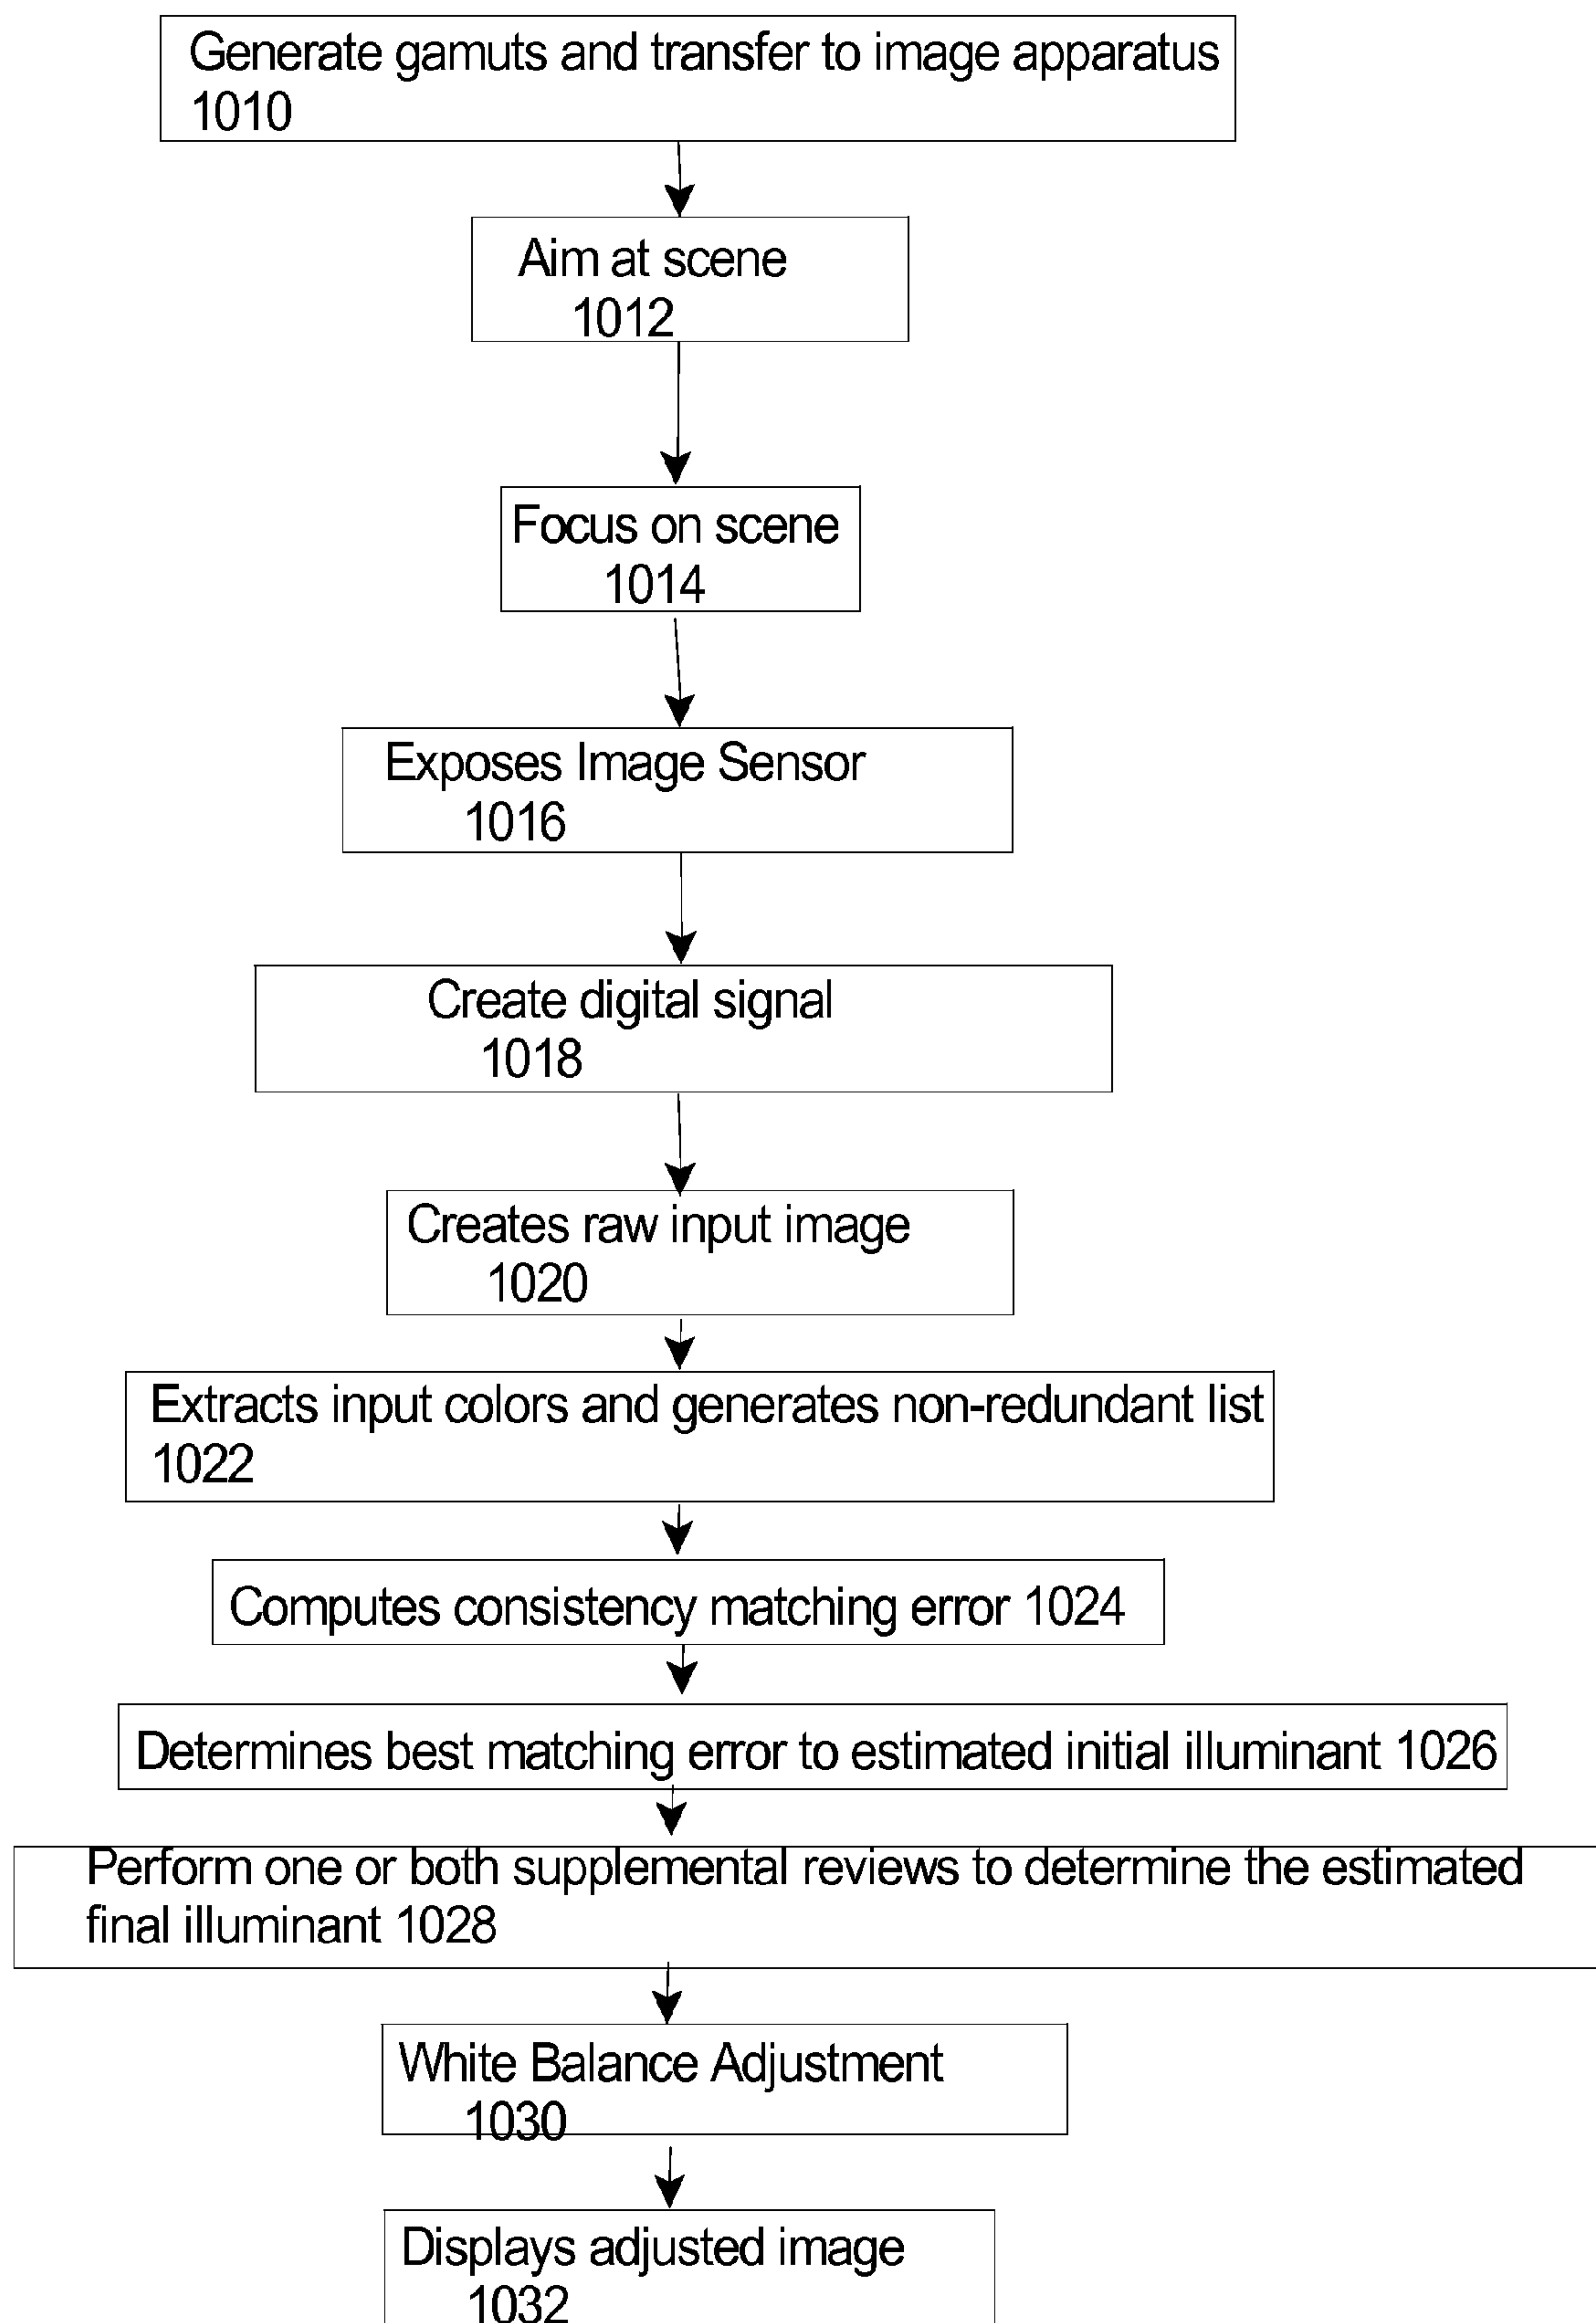 Generate gamuts and transfer to image apparatus
1010
Aim at scene
1012
Focus on scene
1014
Exposes Image Sensor
1016
Create digital signal
1018
Creates raw input image
1020
Extracts input colors and generates non-redundant list
1022
Computes consistency matching error 1024
Determines best matching error to estimated initial illuminant 1026
Perform one or both supplemental reviews to determine the estimated
final illuminant 1028
White Balance Adjustment
1030
Displays adjusted image
1032